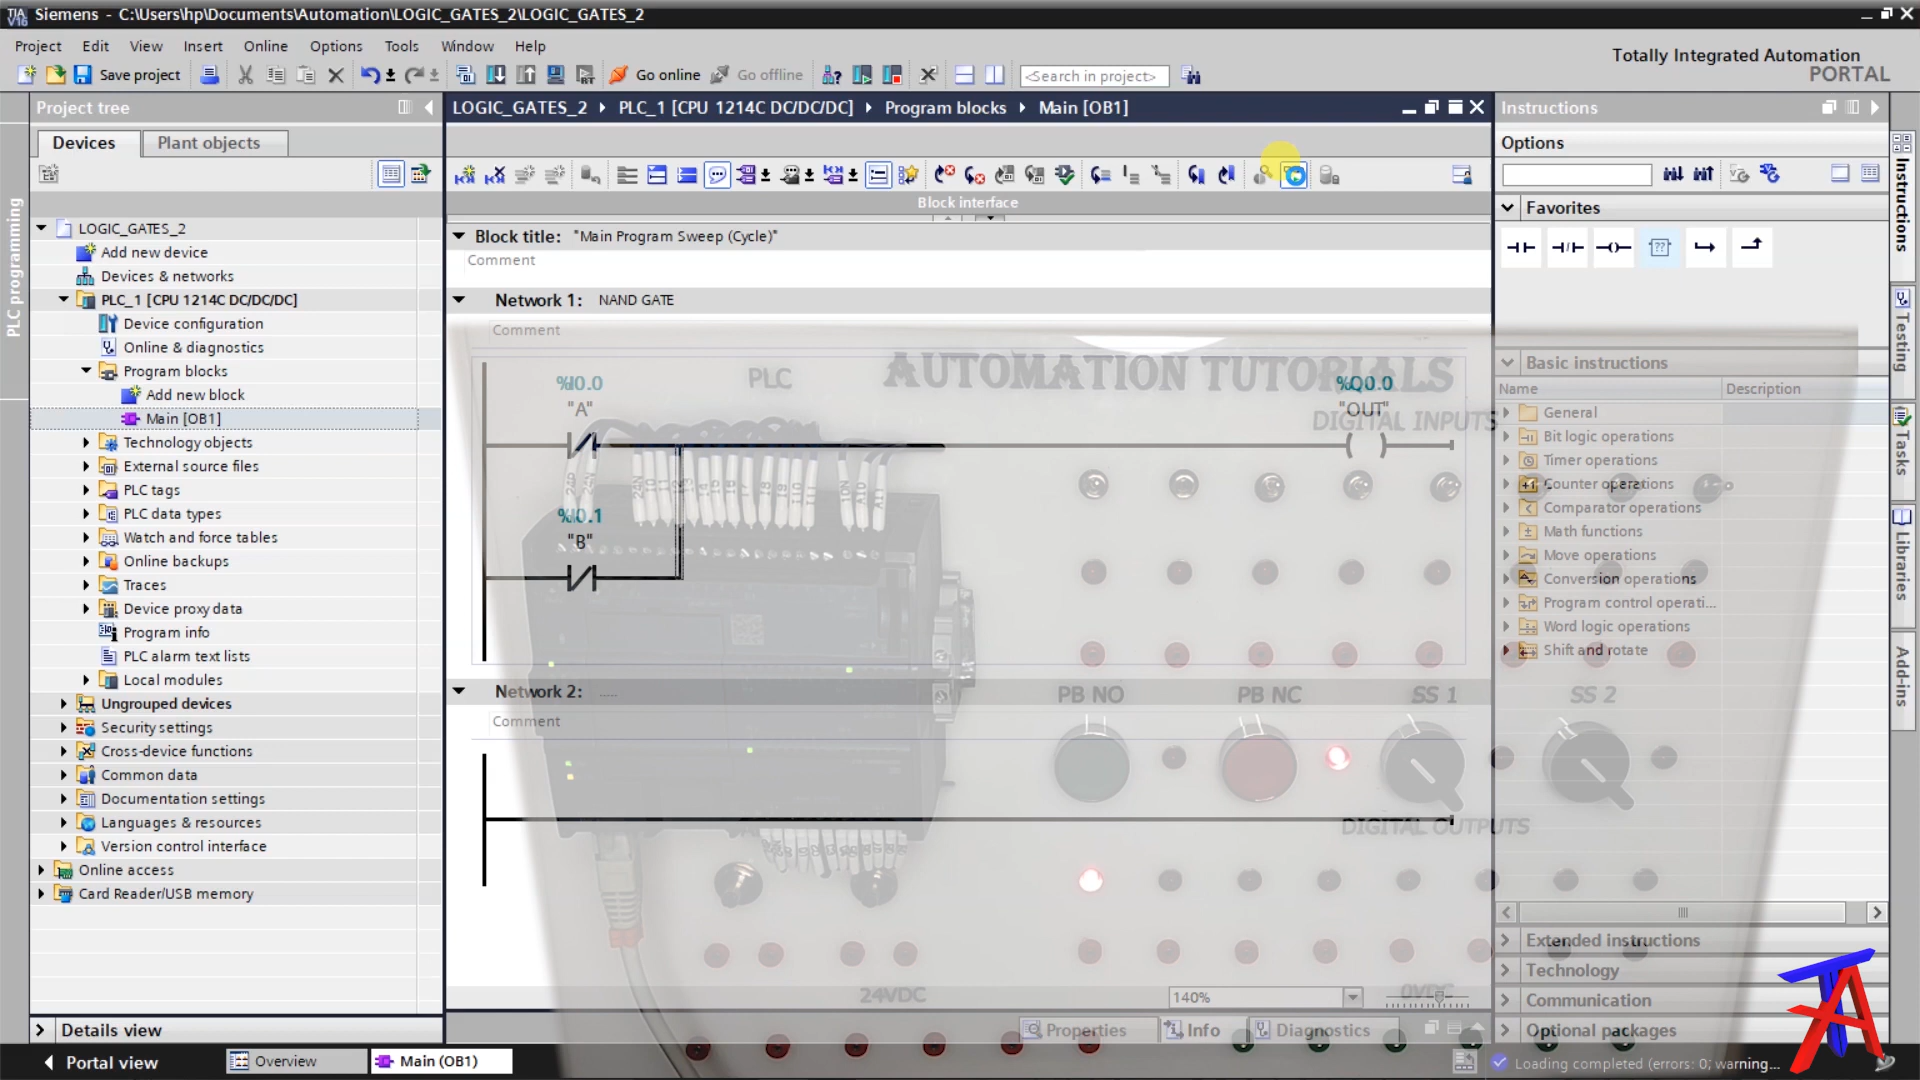 Siemens - C:\Users\hp\Documents\Automation\LOGIC_GATES_2\LOGIC_GATES_2
Project Edit View Insert Online Options Tools Window Help
Totally Integrated Automation
PORTAL
Save project
Go online
Go offline
<Search in project>
Project tree
LOGIC_GATES_2 PLC_1 [CPU 1214C DC/DC/DC] Program blocks Main [OB1]
Instructions
Devices
Plant objects
Options
Block interface
LOGIC_GATES_2
Add new device
Devices & networks
PLC_1 [CPU 1214C DC/DC/DC]
Device configuration
Online & diagnostics
Program blocks
Add new block
Main [OB1]
Technology objects
External source files
PLC tags
PLC data types
Watch and force tables
Online backups
Traces
Device proxy data
Program info
PLC alarm text lists
Local modules
Ungrouped devices
Security settings
Cross-device functions
Common data
Documentation settings
Languages & resources
Version control interface
Online access
Card Reader/USB memory
Details view
PLC programming
Block title: "Main Program Sweep (Cycle)"
Comment
Network 1: NAND GATE
Comment
PLC
AUTOMATION TUTORIALS
%I0.0
"A"
%Q0.0
"OUT"
DIGITAL INPUTS
%I0.1
"B"
Network 2: .....
Comment
PB NO
PB NC
SS 1
SS 2
DIGITAL OUTPUTS
24VDC
0VDC
140%
Properties
Info
Diagnostics
Favorites
??
Basic instructions
Name
Description
General
Bit logic operations
Timer operations
Counter operations
Comparator operations
Math functions
Move operations
Conversion operations
Program control operati...
Word logic operations
Shift and rotate
Extended instructions
Technology
Communication
Optional packages
Instructions
Testing
Tasks
Libraries
Add-ins
Portal view
Overview
Main (OB1)
Loading completed (errors: 0; warning...